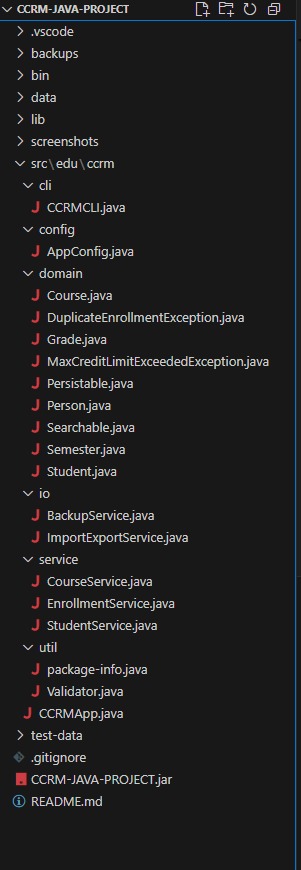 CCRM-JAVA-PROJECT
.vscode
backups
bin
data
lib
screenshots
src\edu\ccrm
cli
CCRMCLI.java
config
AppConfig.java
domain
Course.java
DuplicateEnrollmentException.java
Grade.java
MaxCreditLimitExceededException.java
Persistable.java
Person.java
Searchable.java
Semester.java
Student.java
io
BackupService.java
ImportExportService.java
service
CourseService.java
EnrollmentService.java
StudentService.java
util
package-info.java
Validator.java
CCRMApp.java
test-data
.gitignore
CCRM-JAVA-PROJECT.jar
README.md